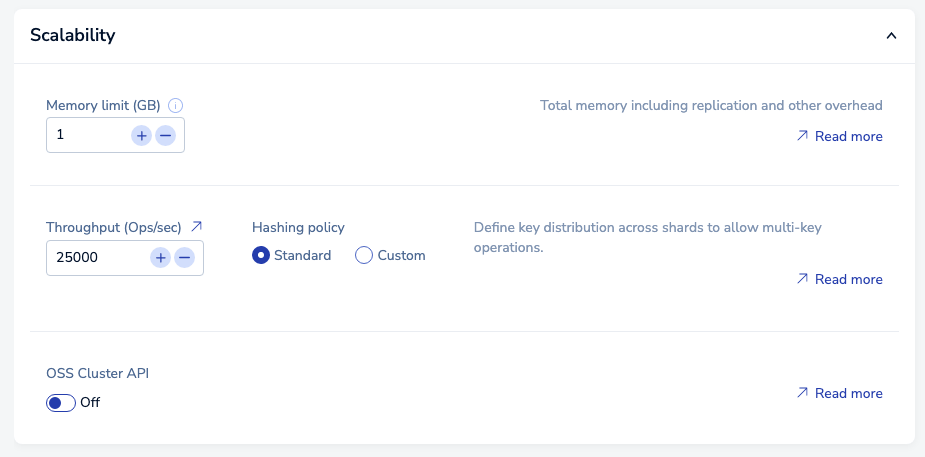 Scalability
Memory limit (GB)
Total memory including replication and other overhead
1
Read more
Throughput (Ops/sec)
Hashing policy
Define key distribution across shards to allow multi-key
operations.
25000
Standard
Custom
Read more
OSS Cluster API
Off
Read more